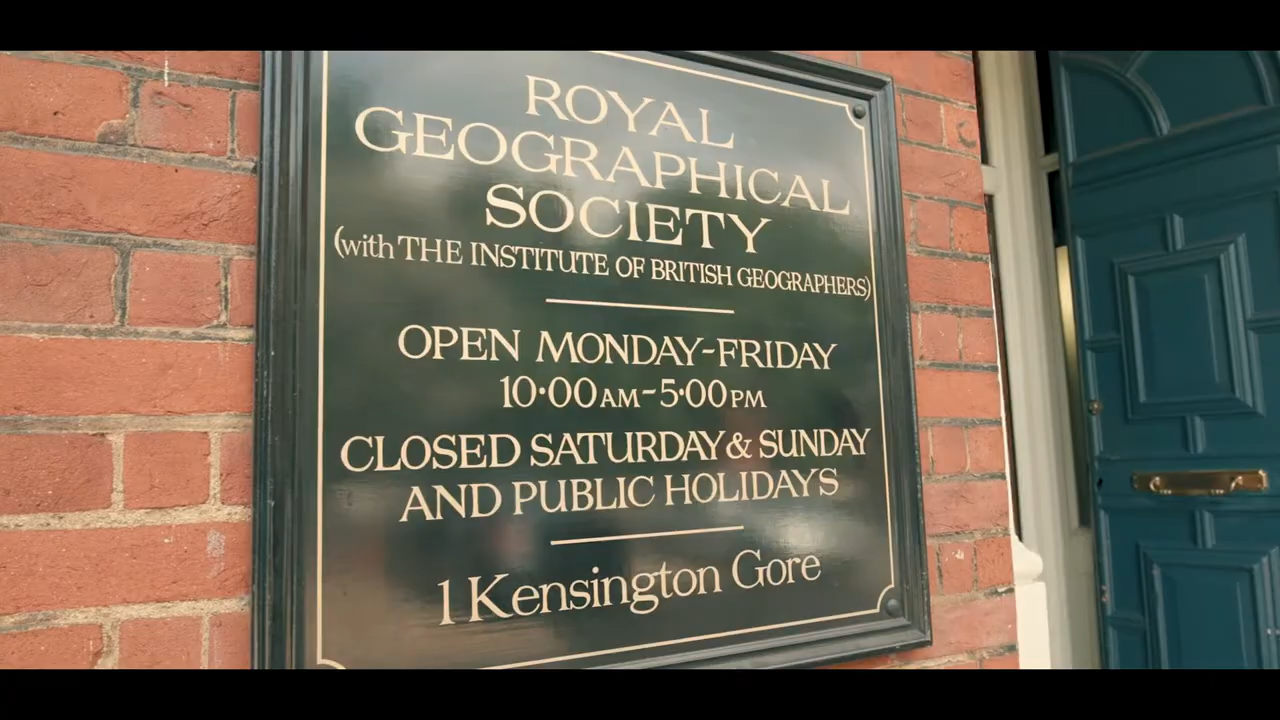 ROYAL
GEOGRAPHICAL
SOCIETY
(with THE INSTITUTE OF BRITISH GEOGRAPHERS)
OPEN MONDAY-FRIDAY
10·00AM-5·00PM
CLOSED SATURDAY & SUNDAY
AND PUBLIC HOLIDAYS
1 Kensington Gore